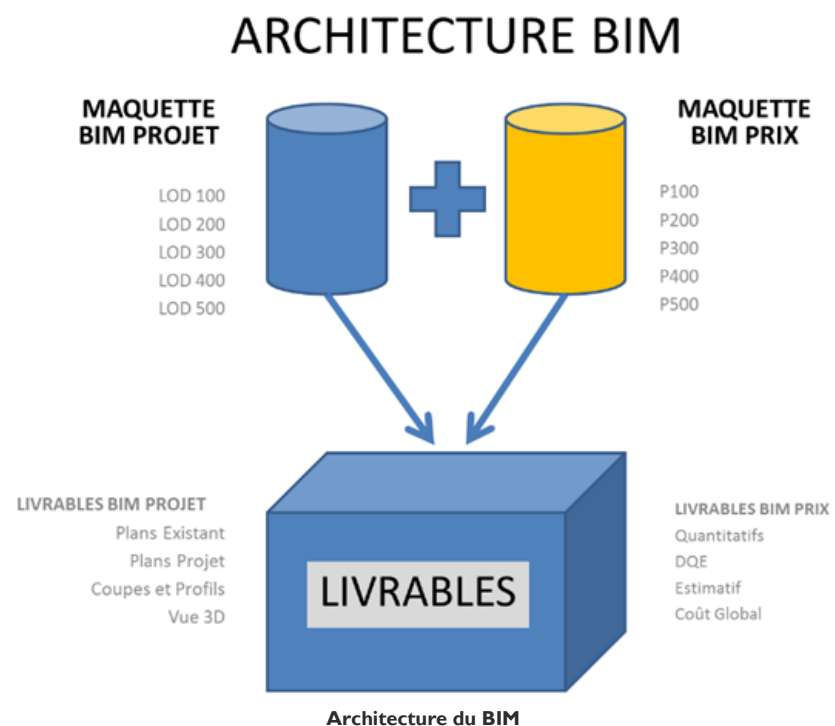 ARCHITECTURE BIM
MAQUETTE
BIM PROJET
LOD 100
LOD 200
LOD 300
LOD 400
LOD 500
MAQUETTE
BIM PRIX
P100
P200
P300
P400
P500
LIVRABLES BIM PROJET
Plans Existant
Plans Projet
Coupes et Profils
Vue 3D
LIVRABLES
LIVRABLES BIM PRIX
Quantitatifs
DQE
Estimatif
Coût Global
Architecture du BIM